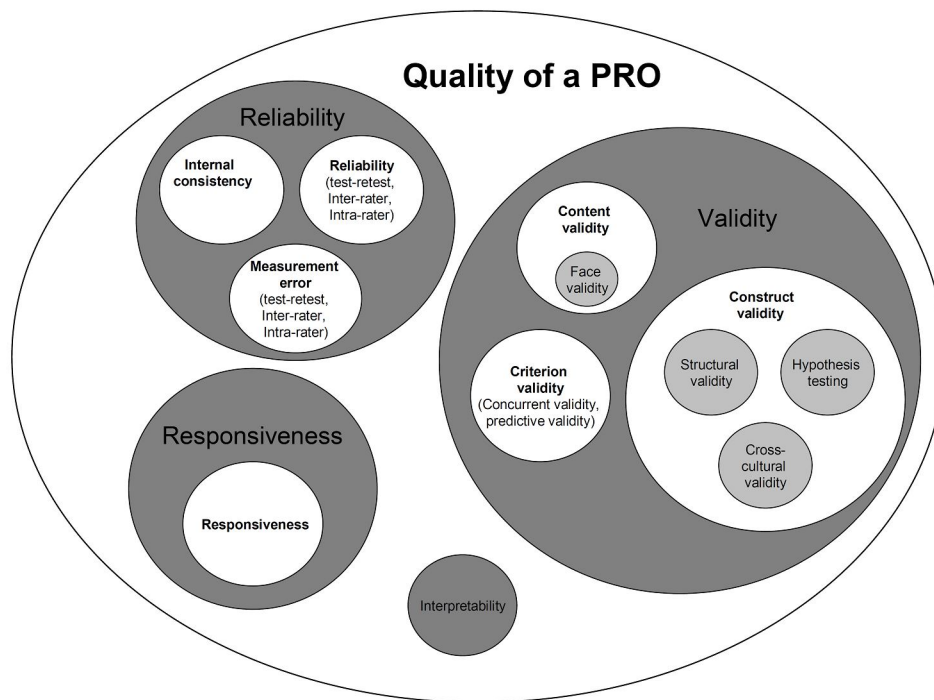 Quality of a PRO
Reliability
Internal
consistency
Reliability
(test-retest,
Inter-rater,
Intra-rater)
Measurement
error
(test-retest,
Inter-rater,
Intra-rater)
Validity
Content
validity
Face
validity
Construct
validity
Structural
validity
Hypothesis
testing
Cross-
cultural
validity
Criterion
validity
(Concurrent validity,
predictive validity)
Responsiveness
Responsiveness
Interpretability